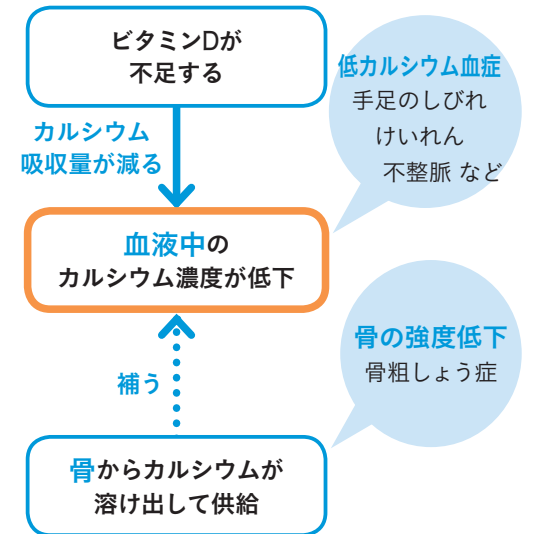 ビタミンDが
不足する
低カルシウム血症
手足のしびれ
けいれん
不整脈 など
カルシウム
吸収量が減る
血液中の
カルシウム濃度が低下
骨の強度低下
骨粗しょう症
補う
骨からカルシウムが
溶け出して供給